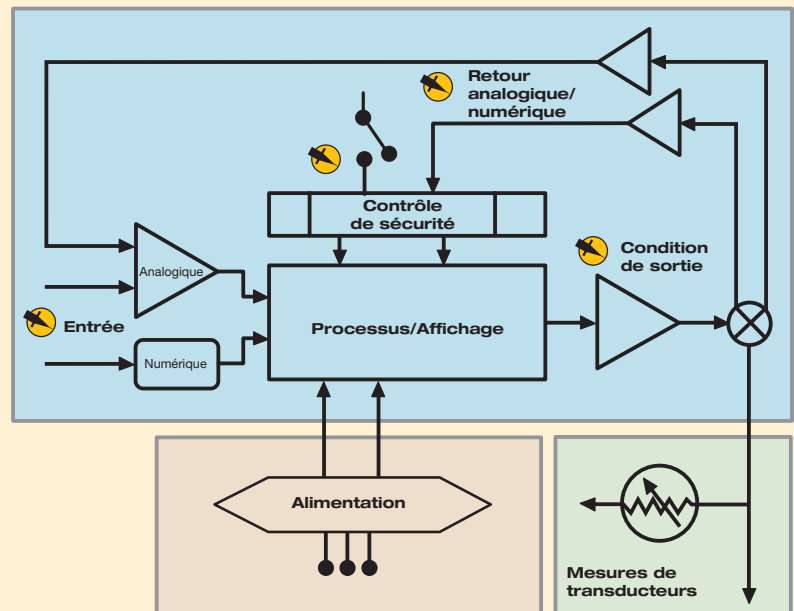 Retour
analogique/
numérique
Contrôle
de sécurité
Analogique
Condition
de sortie
Entrée
Processus/Affichage
Numérique
Alimentation
Mesures de
transducteurs